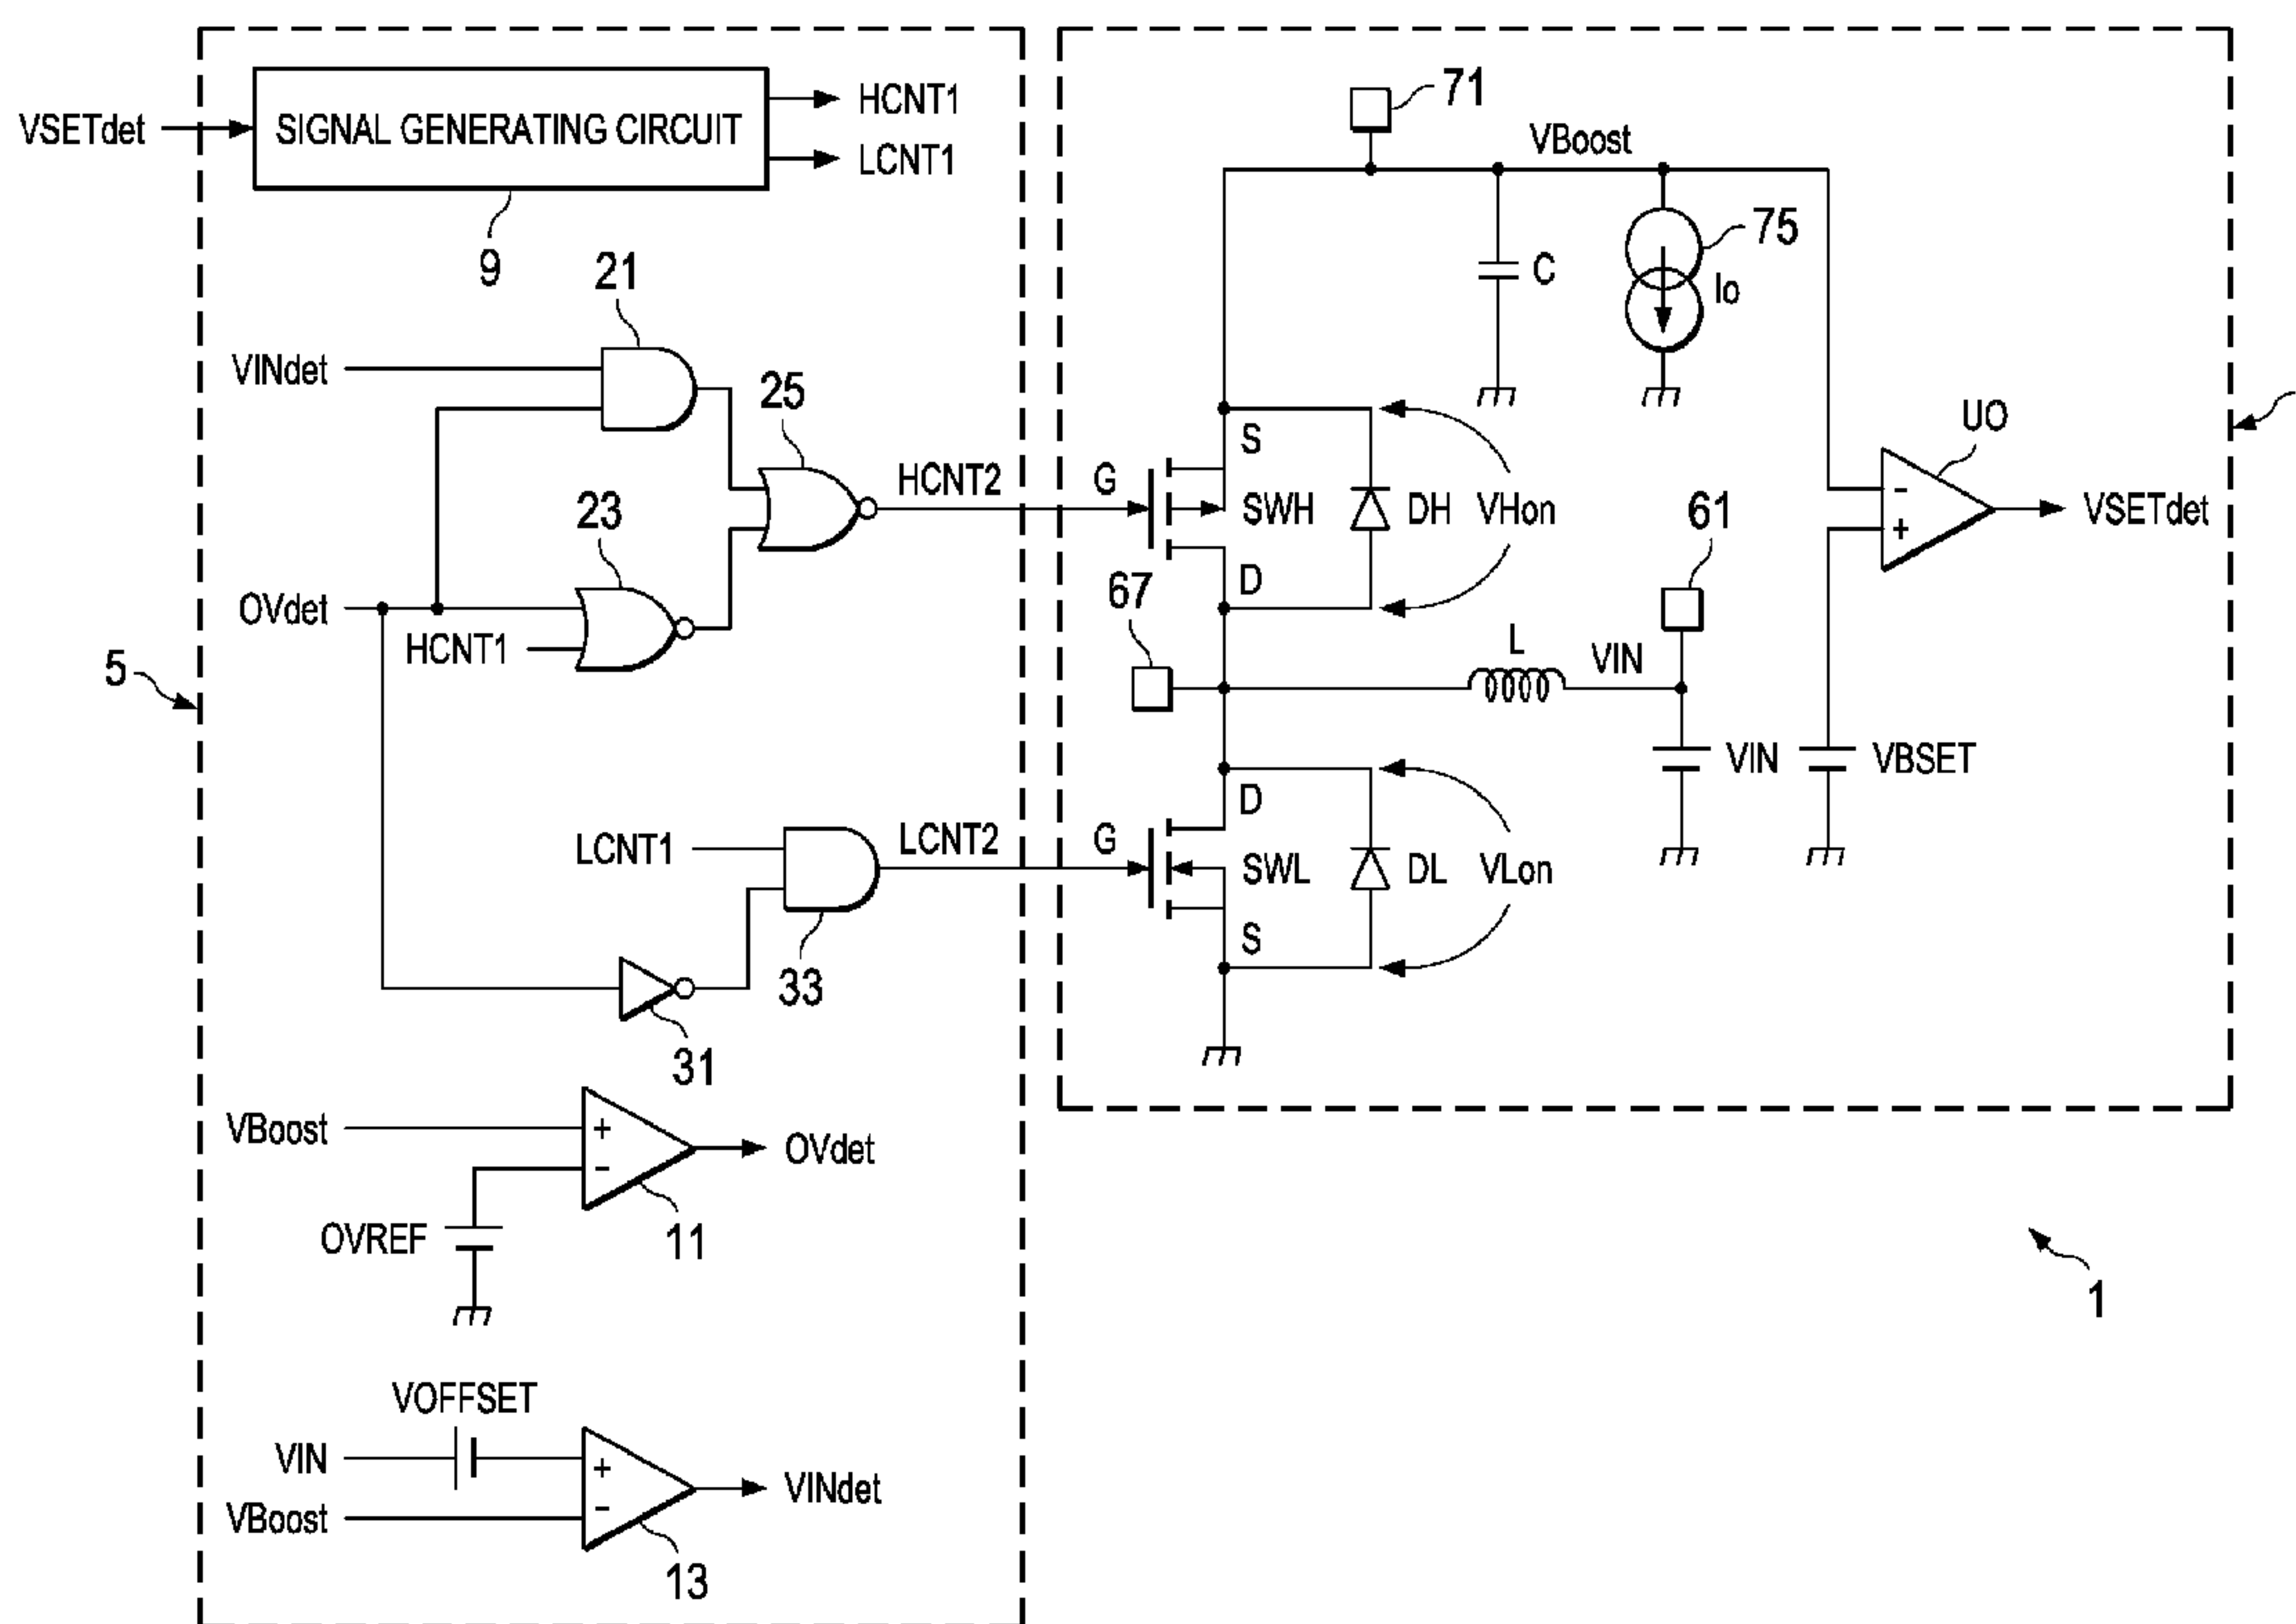 VSETdet
SIGNAL GENERATING CIRCUIT
HCNT1
LCNT1
9
21
VINdet
25
HCNT2
23
OVdet
HCNT1
5
LCNT1
LCNT2
33
31
VBoost
+
-
OVdet
OVREF
11
VOFFSET
VIN
+
VINdet
VBoost
-
13
71
VBoost
75
C
Io
S
G
SWH
DH
VHon
D
67
61
L
VIN
UO
-
+
VSETdet
VIN
VBSET
D
G
SWL
DL
VLon
S
1